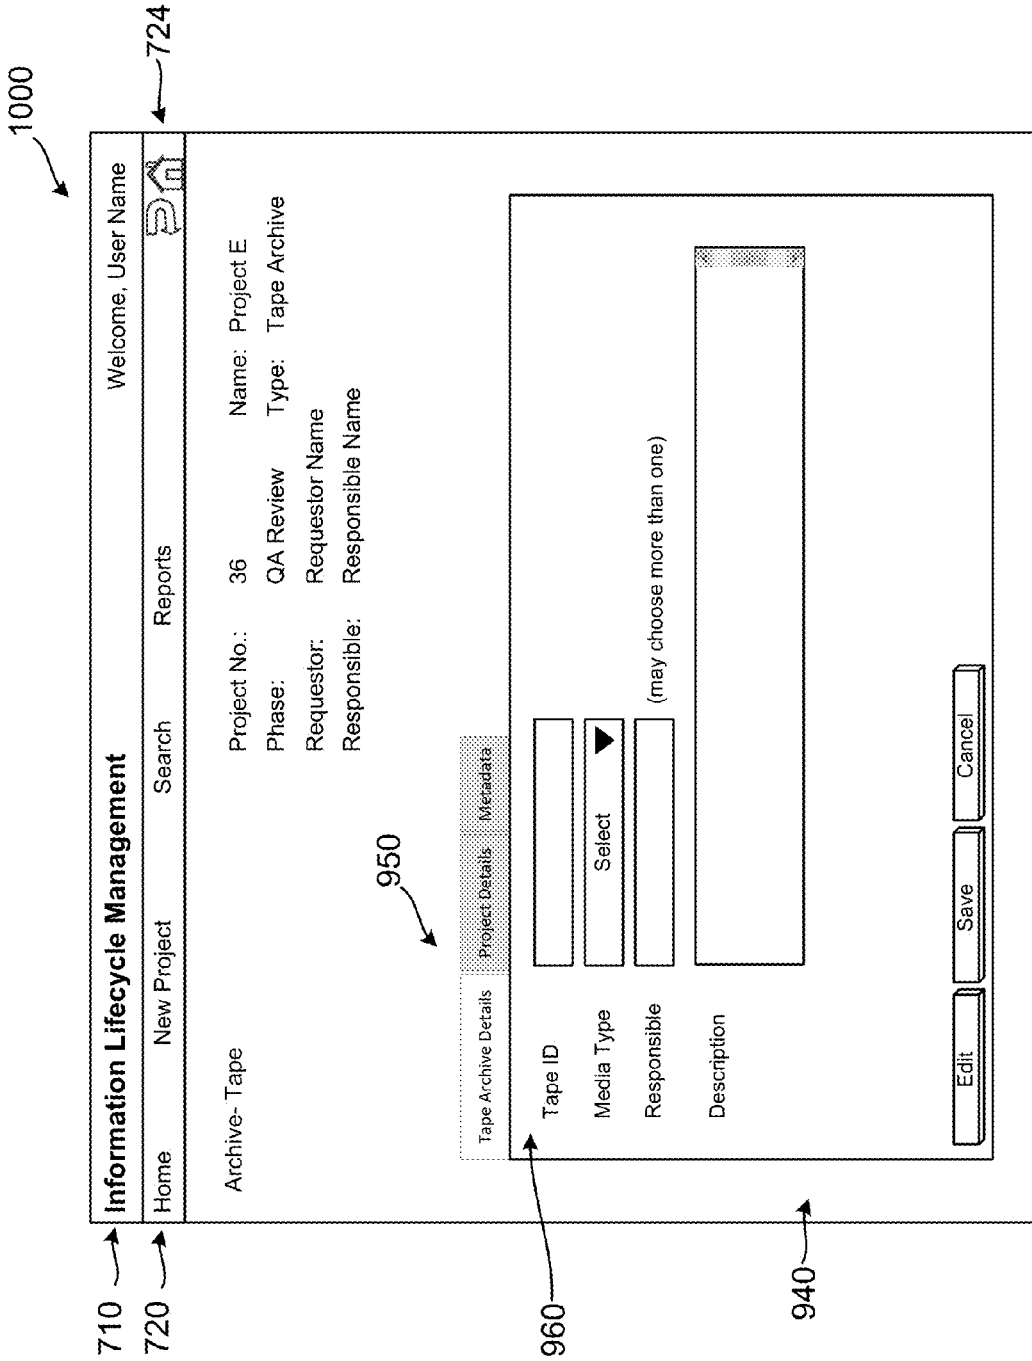 1000
710
Information Lifecycle Management
Welcome, User Name
720
Home New Project Search Reports
724
Archive- Tape
Project No.: 36 Name: Project E
Phase: QA Review Type: Tape Archive
Requestor: Requestor Name
Responsible: Responsible Name
950
Tape Archive Details Project Details Metadata
960
Tape ID
Media Type Select
Responsible (may choose more than one)
Description
940
Edit Save Cancel